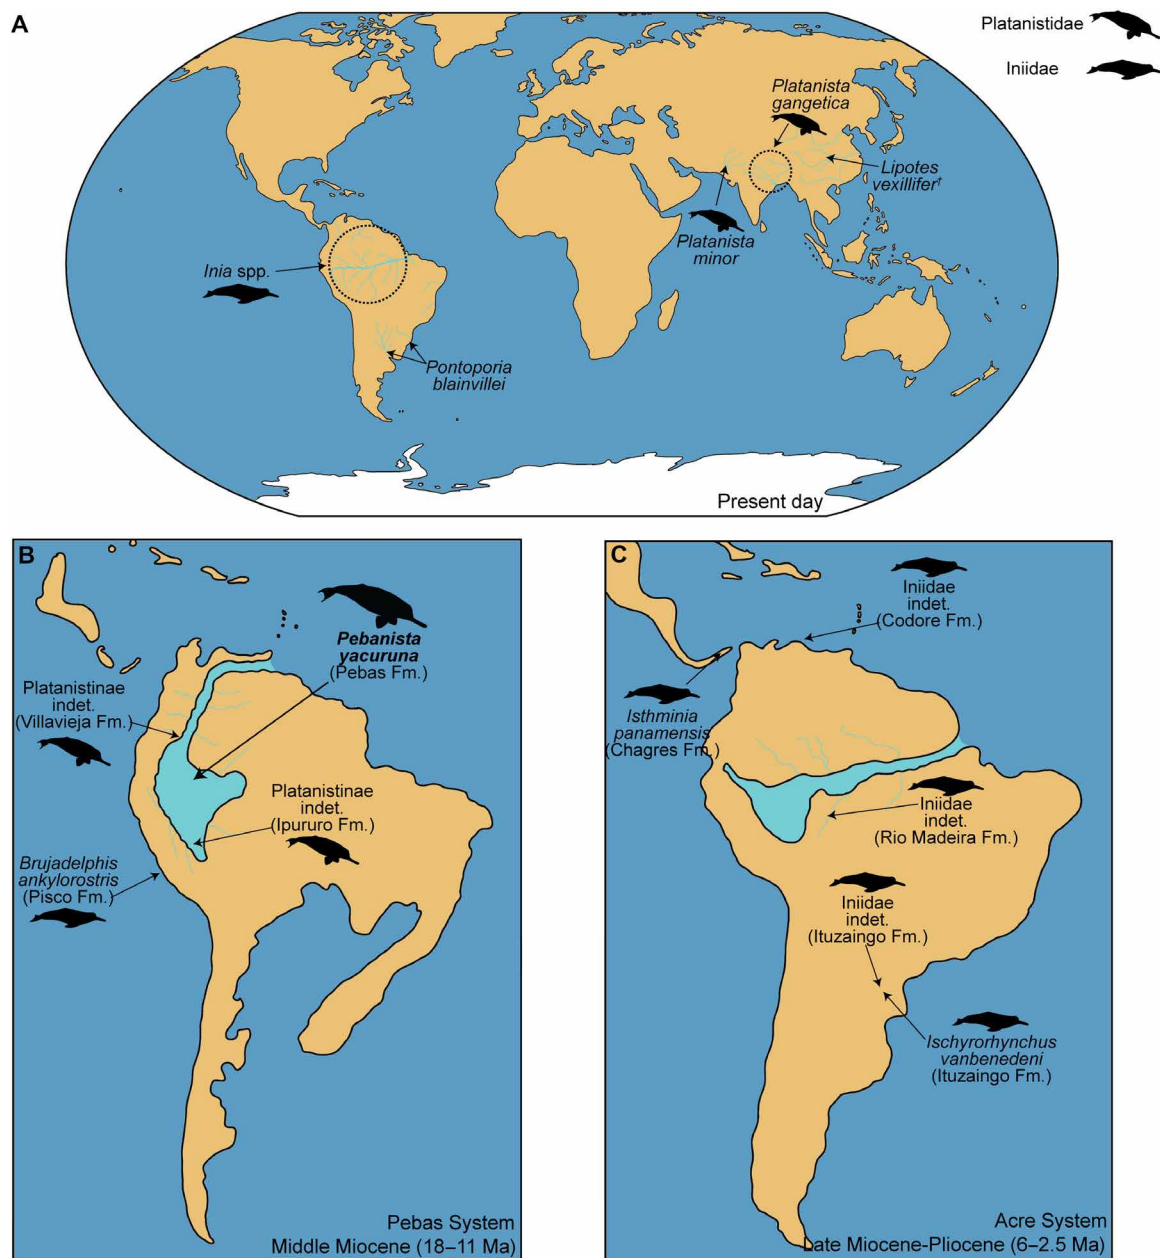 A
Platanistidae
Iniidae
Platanista
gangetica
Lipotes
vexillifer†
Platanista
minor
Inia spp.
Pontoporia
blainvillei
Present day
B
Pebanista
yacuruna
(Pebas Fm.)
Platanistinae
indet.
(Villavieja Fm.)
Platanistinae
indet.
(Ipururo Fm.)
Brujadelphis
ankylorostris
(Pisco Fm.)
Pebas System
Middle Miocene (18–11 Ma)
C
Iniidae
indet.
(Codore Fm.)
Isthminia
panamensis
(Chagres Fm.)
Iniidae
indet.
(Rio Madeira Fm.)
Iniidae
indet.
(Ituzaingo Fm.)
Ischyrorhynchus
vanbenedeni
(Ituzaingo Fm.)
Acre System
Late Miocene-Pliocene (6–2.5 Ma)